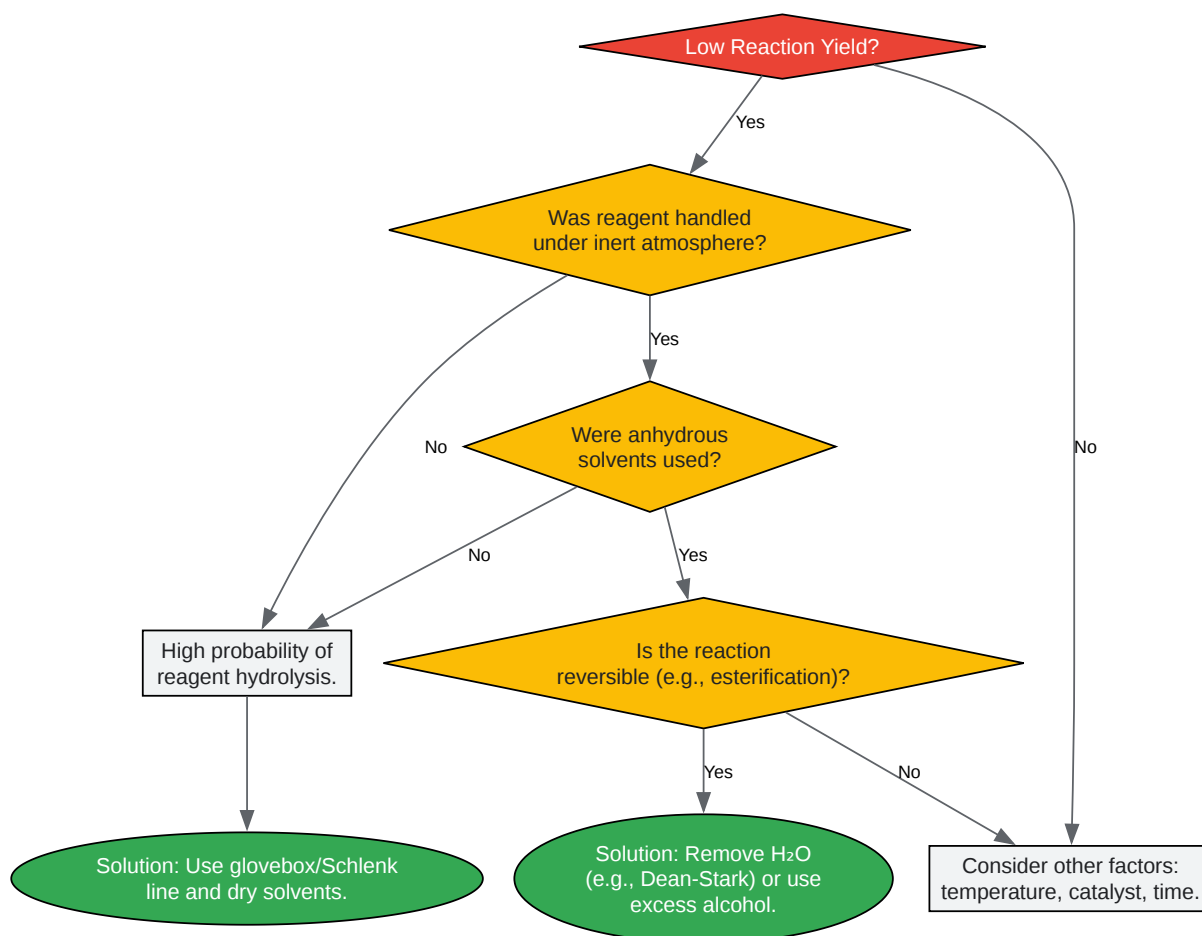 Low Reaction Yield?
Yes
Was reagent handled
under inert atmosphere?
Yes
Were anhydrous
solvents used?
No
No
No
Yes
High probability of
reagent hydrolysis.
Is the reaction
reversible (e.g., esterification)?
Yes
No
Solution: Use glovebox/Schlenk
line and dry solvents.
Solution: Remove H₂O
(e.g., Dean-Stark) or use
excess alcohol.
Consider other factors:
temperature, catalyst, time.